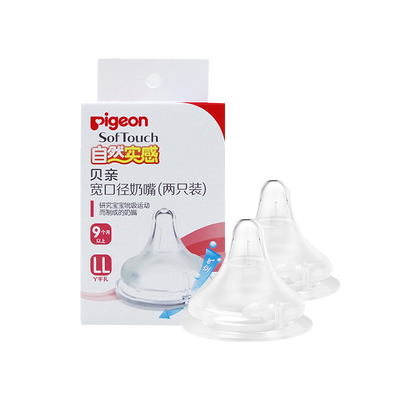 pigeon
SofTouch
自然实感
贝亲
宽口径奶嘴(两只装)
研究宝宝吮吸运动
而制成的奶嘴
9个月
以上
LL
Y字孔